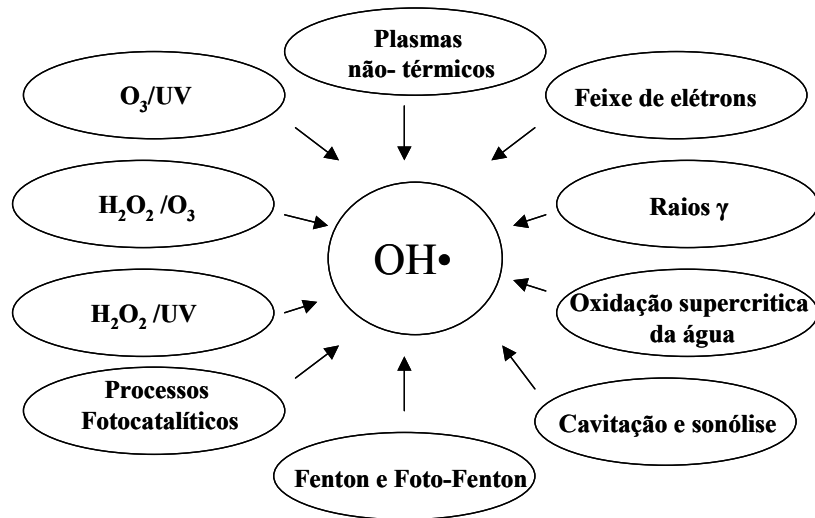 Plasmas
não- térmicos
O₃/UV
Feixe de elétrons
H₂O₂ /O₃
Raios γ
OH•
H₂O₂ /UV
Oxidação supercritica
da água
Processos
Fotocatalíticos
Cavitação e sonólise
Fenton e Foto-Fenton